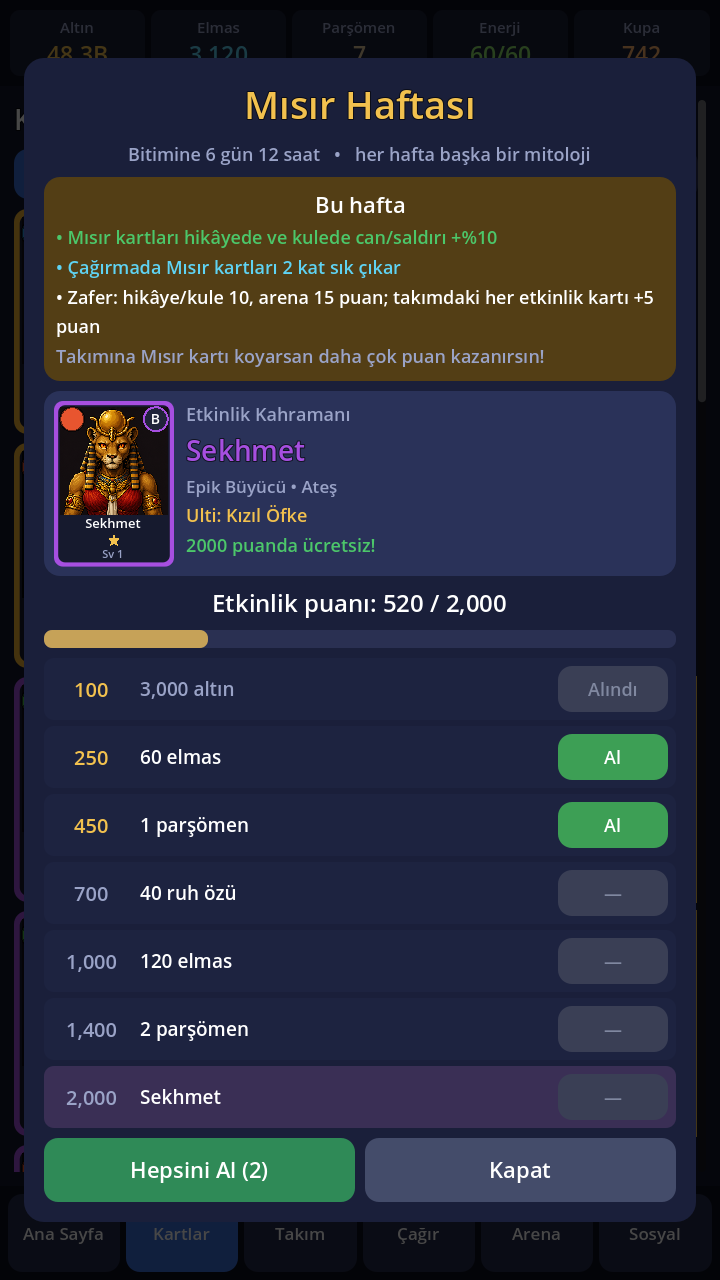 Altın
Elmas
Parşömen
Enerji
Kupa
48.3B
3,120
7
60/60
742
Mısır Haftası
Bitimine 6 gün 12 saat • her hafta başka bir mitoloji
Bu hafta
• Mısır kartları hikâyede ve kulede can/saldırı +%10
• Çağırmada Mısır kartları 2 kat sık çıkar
• Zafer: hikâye/kule 10, arena 15 puan; takımdaki her etkinlik kartı +5
puan
Takımına Mısır kartı koyarsan daha çok puan kazanırsın!
B
Sekhmet
Sv 1
Etkinlik Kahramanı
Sekhmet
Epik Büyücü • Ateş
Ulti: Kızıl Öfke
2000 puanda ücretsiz!
Etkinlik puanı: 520 / 2,000
100 3,000 altın Alındı
250 60 elmas Al
450 1 parşömen Al
700 40 ruh özü —
1,000 120 elmas —
1,400 2 parşömen —
2,000 Sekhmet —
Hepsini Al (2)
Kapat
Ana Sayfa
Kartlar
Takım
Çağır
Arena
Sosyal